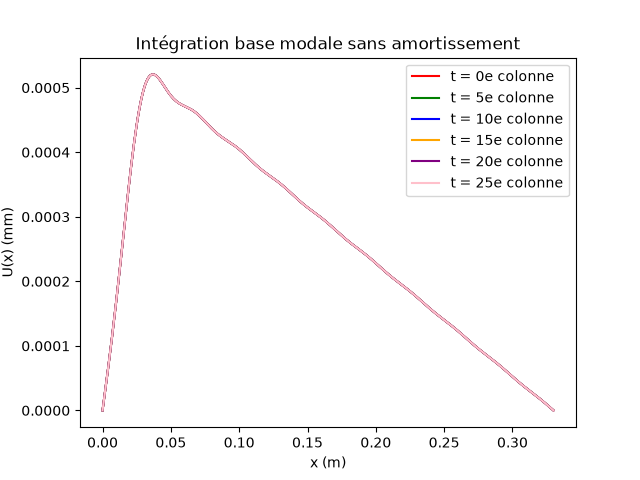 Intégration base modale sans amortissement
t = 0e colonne
t = 5e colonne
t = 10e colonne
t = 15e colonne
t = 20e colonne
t = 25e colonne
U(x) (mm)
0.0005
0.0004
0.0003
0.0002
0.0001
0.0000
0.00 0.05 0.10 0.15 0.20 0.25 0.30
x (m)